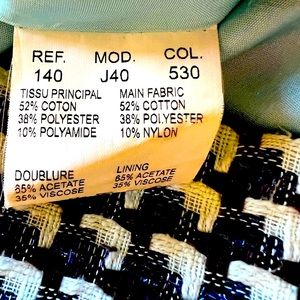 REF. MOD. COL.
140 J40 530
TISSU PRINCIPAL MAIN FABRIC
52% COTON 52% COTTON
38% POLYESTER 38% POLYESTER
10% POLYAMIDE 10% NYLON
DOUBLURE LINING
65% ACETATE 65% ACETATE
35% VISCOSE 35% VISCOSE